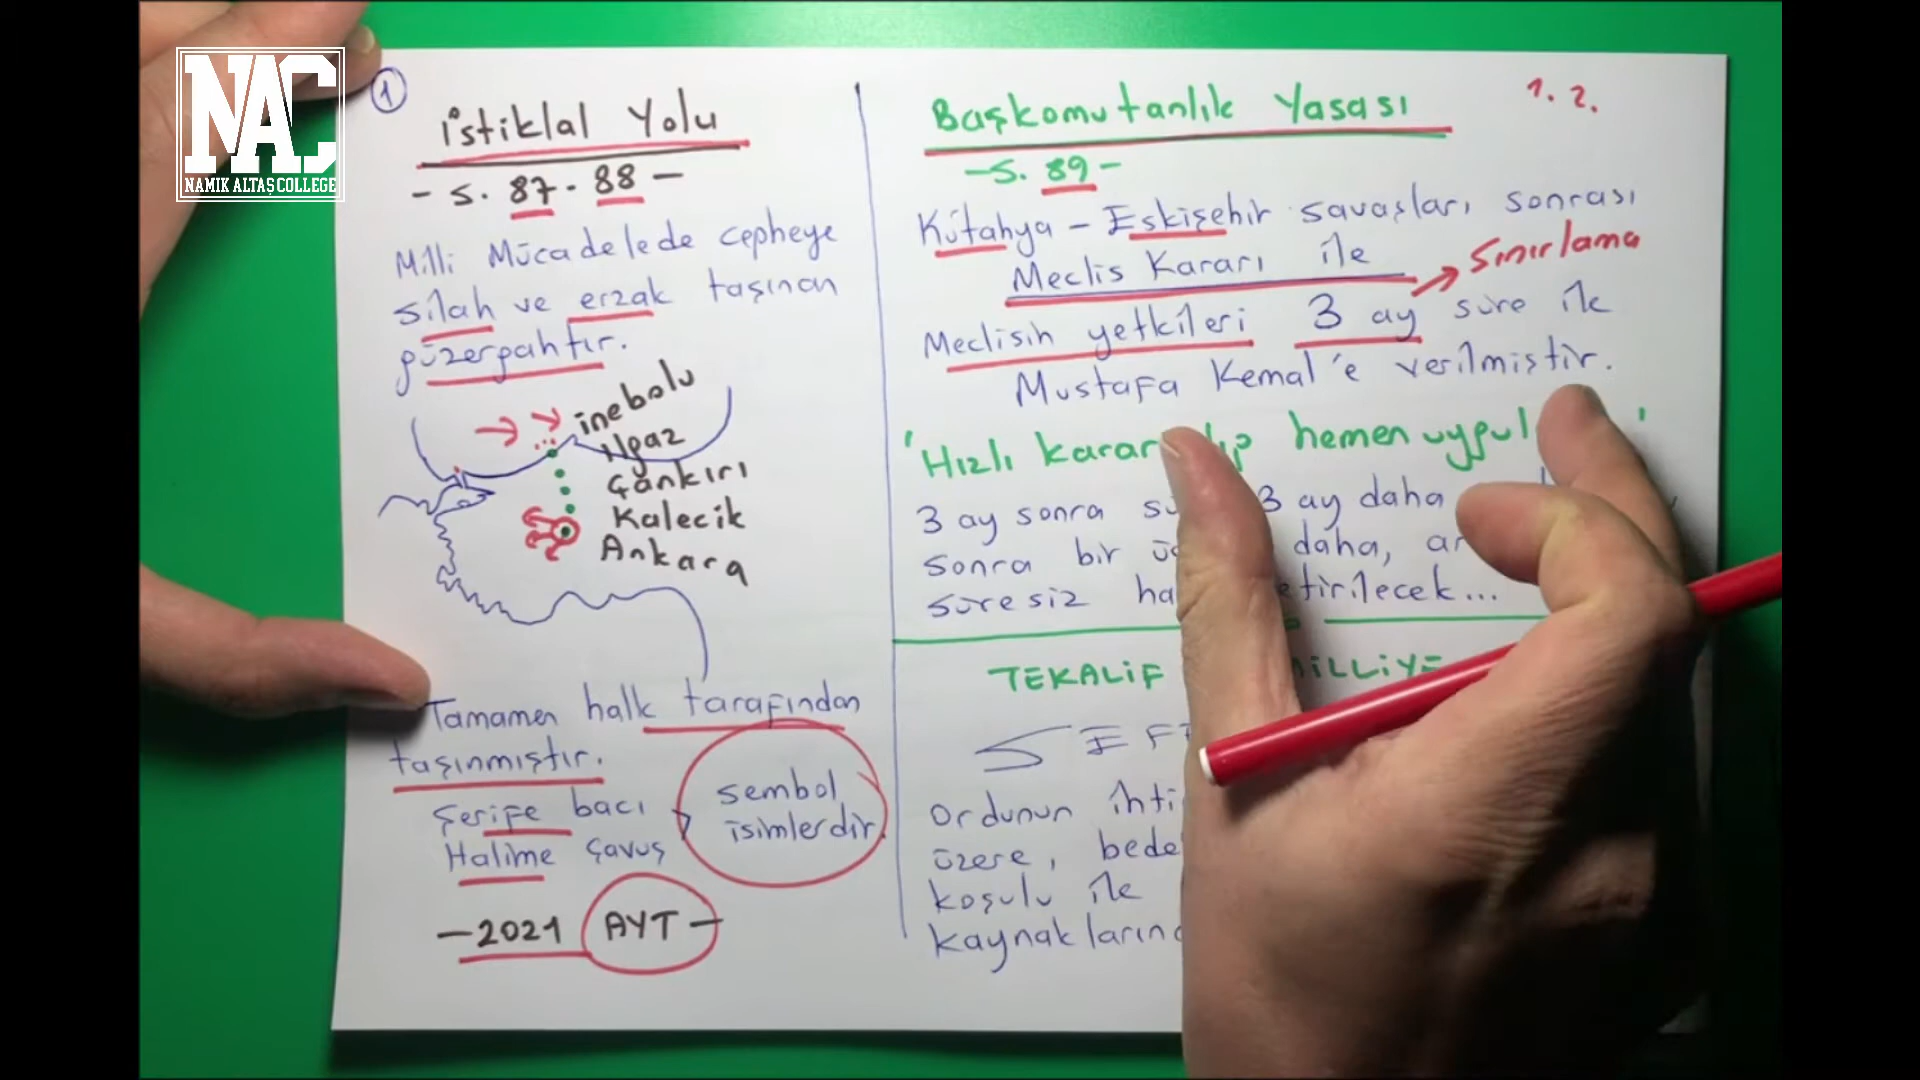 NAC
NAMIK ALTAŞ COLLEGE
1
İstiklal Yolu
- s. 87 - 88 -
Milli Mücadelede cepheye
silah ve erzak taşınan
güzergahtır.
inebolu
Ilgaz
Çankırı
Kalecik
Ankara
Tamamen halk tarafından
taşınmıştır.
Şerife bacı
Halime Çavuş
sembol
isimlerdir.
- 2021 AYT -
1. 2.
Başkomutanlık Yasası
- s. 89 -
Kütahya - Eskişehir savaşları sonrası
Meclis Kararı ile
Sınırlama
Meclisin yetkileri 3 ay süre ile
Mustafa Kemal'e verilmiştir.
'Hızlı karar hemen
3 ay sonra 3 ay daha
sonra bir daha,
süresiz
TEKALİF
Ordunun
üzere,
koşulu ile